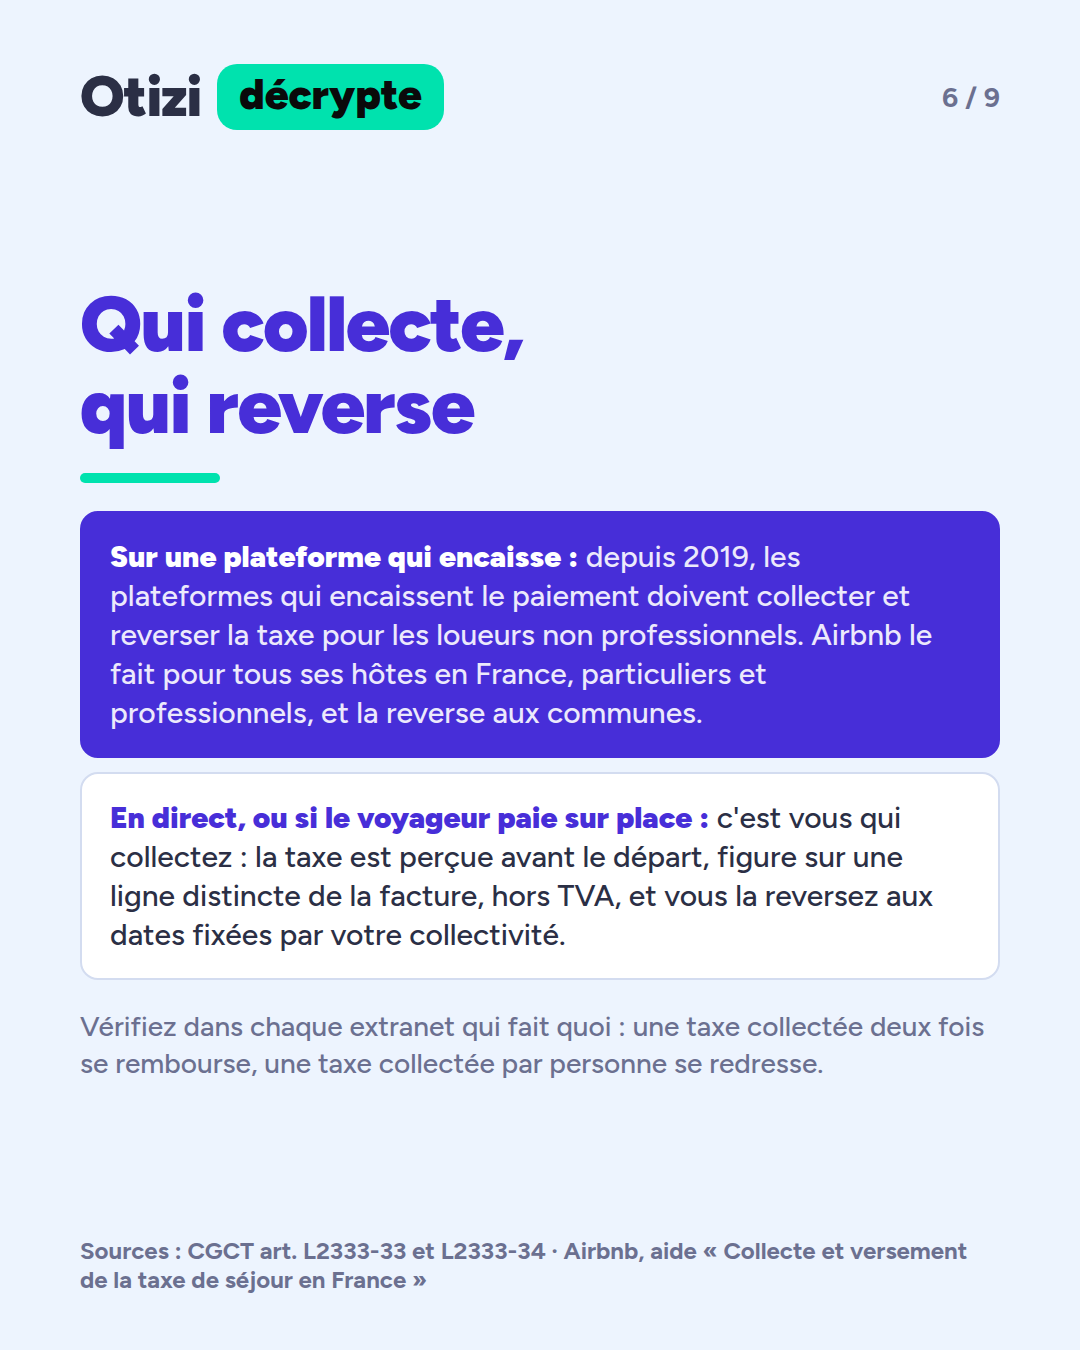 Otizi décrypte
6 / 9
Qui collecte,
qui reverse
Sur une plateforme qui encaisse : depuis 2019, les
plateformes qui encaissent le paiement doivent collecter et
reverser la taxe pour les loueurs non professionnels. Airbnb le
fait pour tous ses hôtes en France, particuliers et
professionnels, et la reverse aux communes.
En direct, ou si le voyageur paie sur place : c'est vous qui
collectez : la taxe est perçue avant le départ, figure sur une
ligne distincte de la facture, hors TVA, et vous la reversez aux
dates fixées par votre collectivité.
Vérifiez dans chaque extranet qui fait quoi : une taxe collectée deux fois
se rembourse, une taxe collectée par personne se redresse.
Sources : CGCT art. L2333-33 et L2333-34 · Airbnb, aide « Collecte et versement
de la taxe de séjour en France »